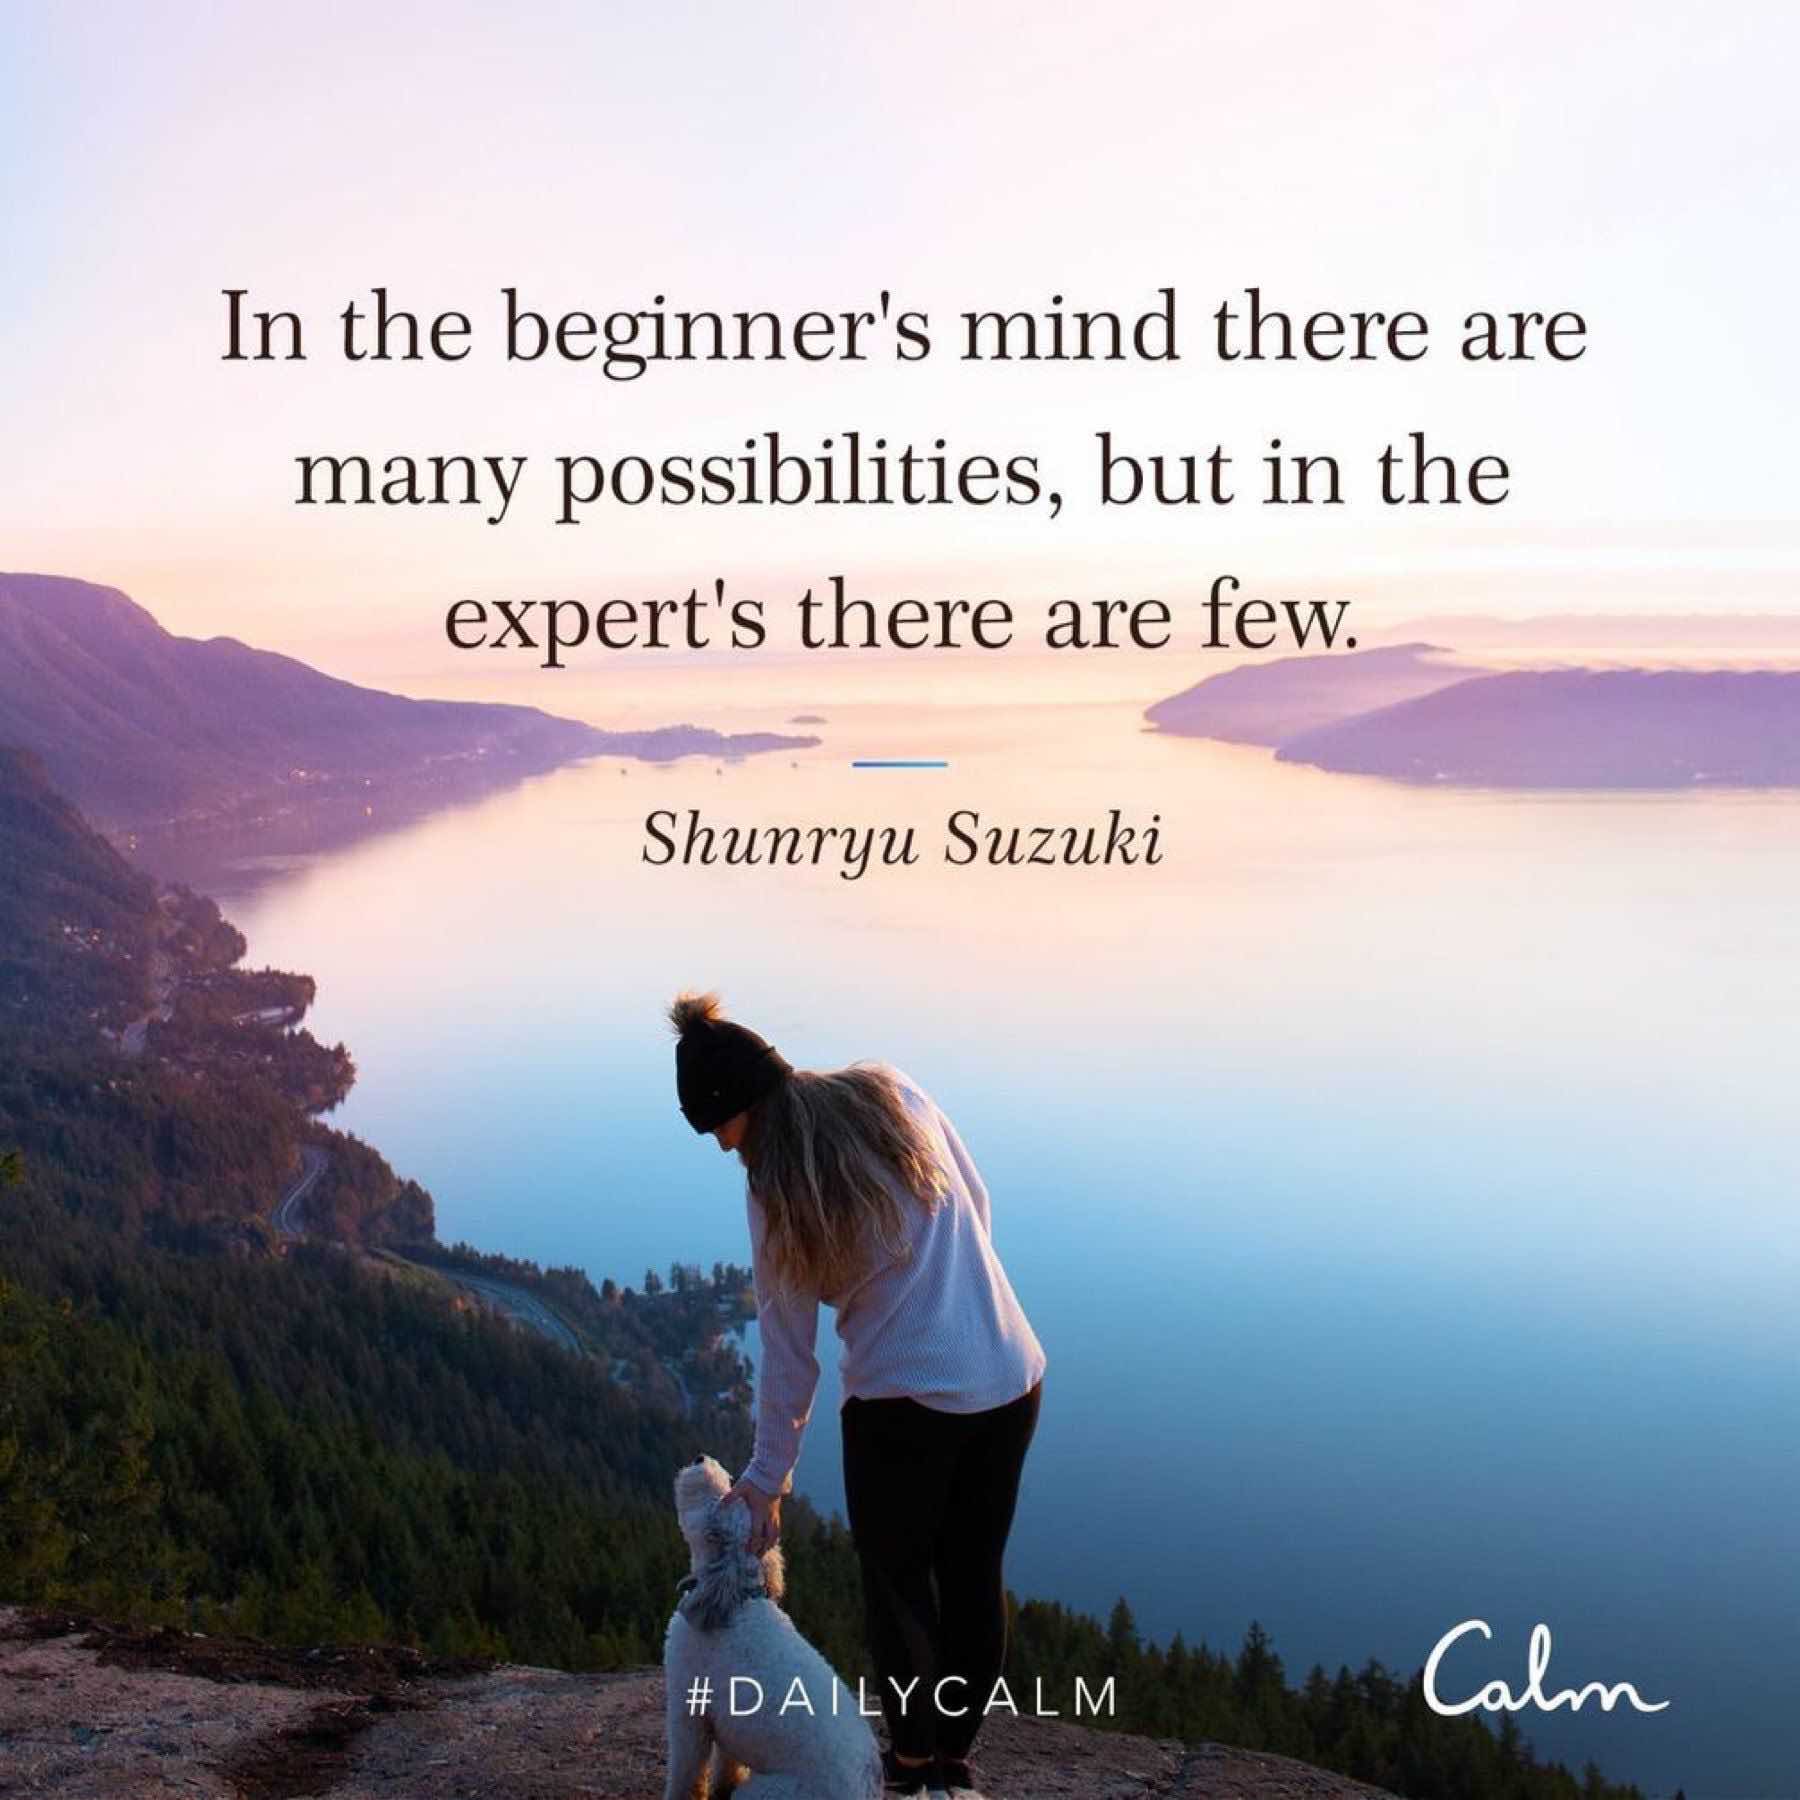 In the beginner's mind there are
many possibilities, but in the
expert's there are few.
Shunryu Suzuki
#DAILYCALM
Calm